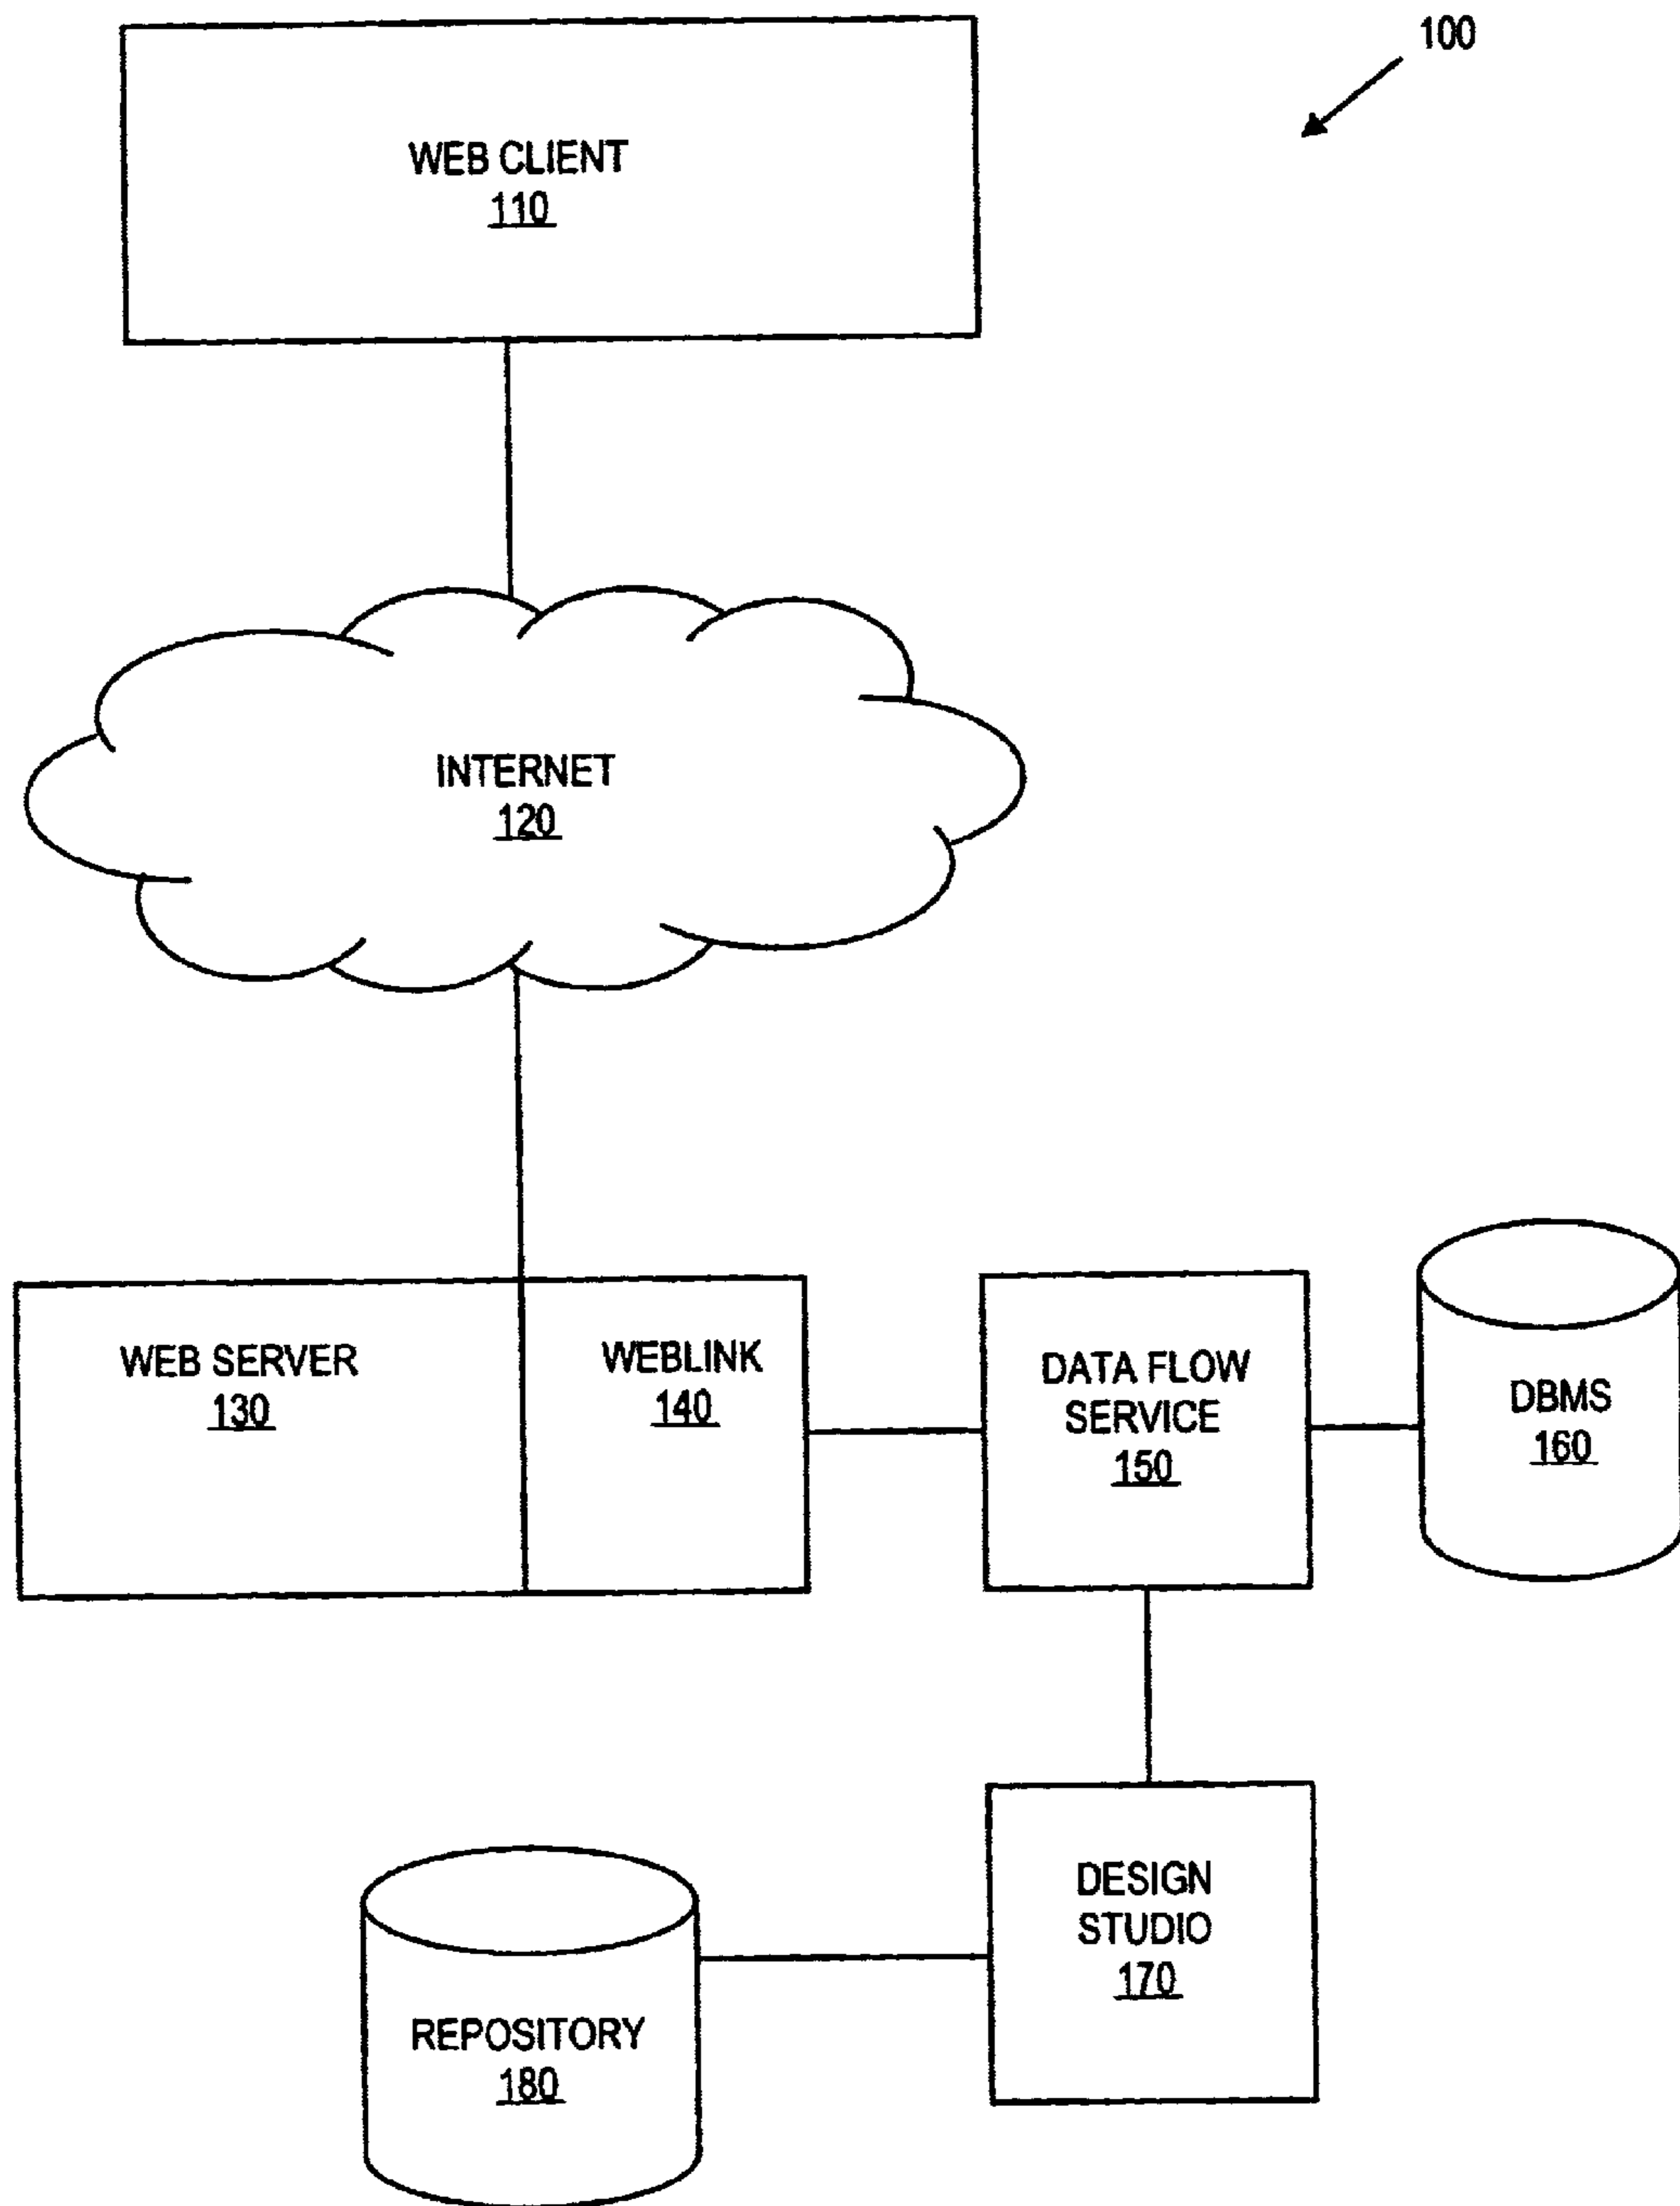 100
WEB CLIENT
110
INTERNET
120
WEB SERVER
130
WEBLINK
140
DATA FLOW
SERVICE
150
DBMS
160
DESIGN
STUDIO
170
REPOSITORY
180